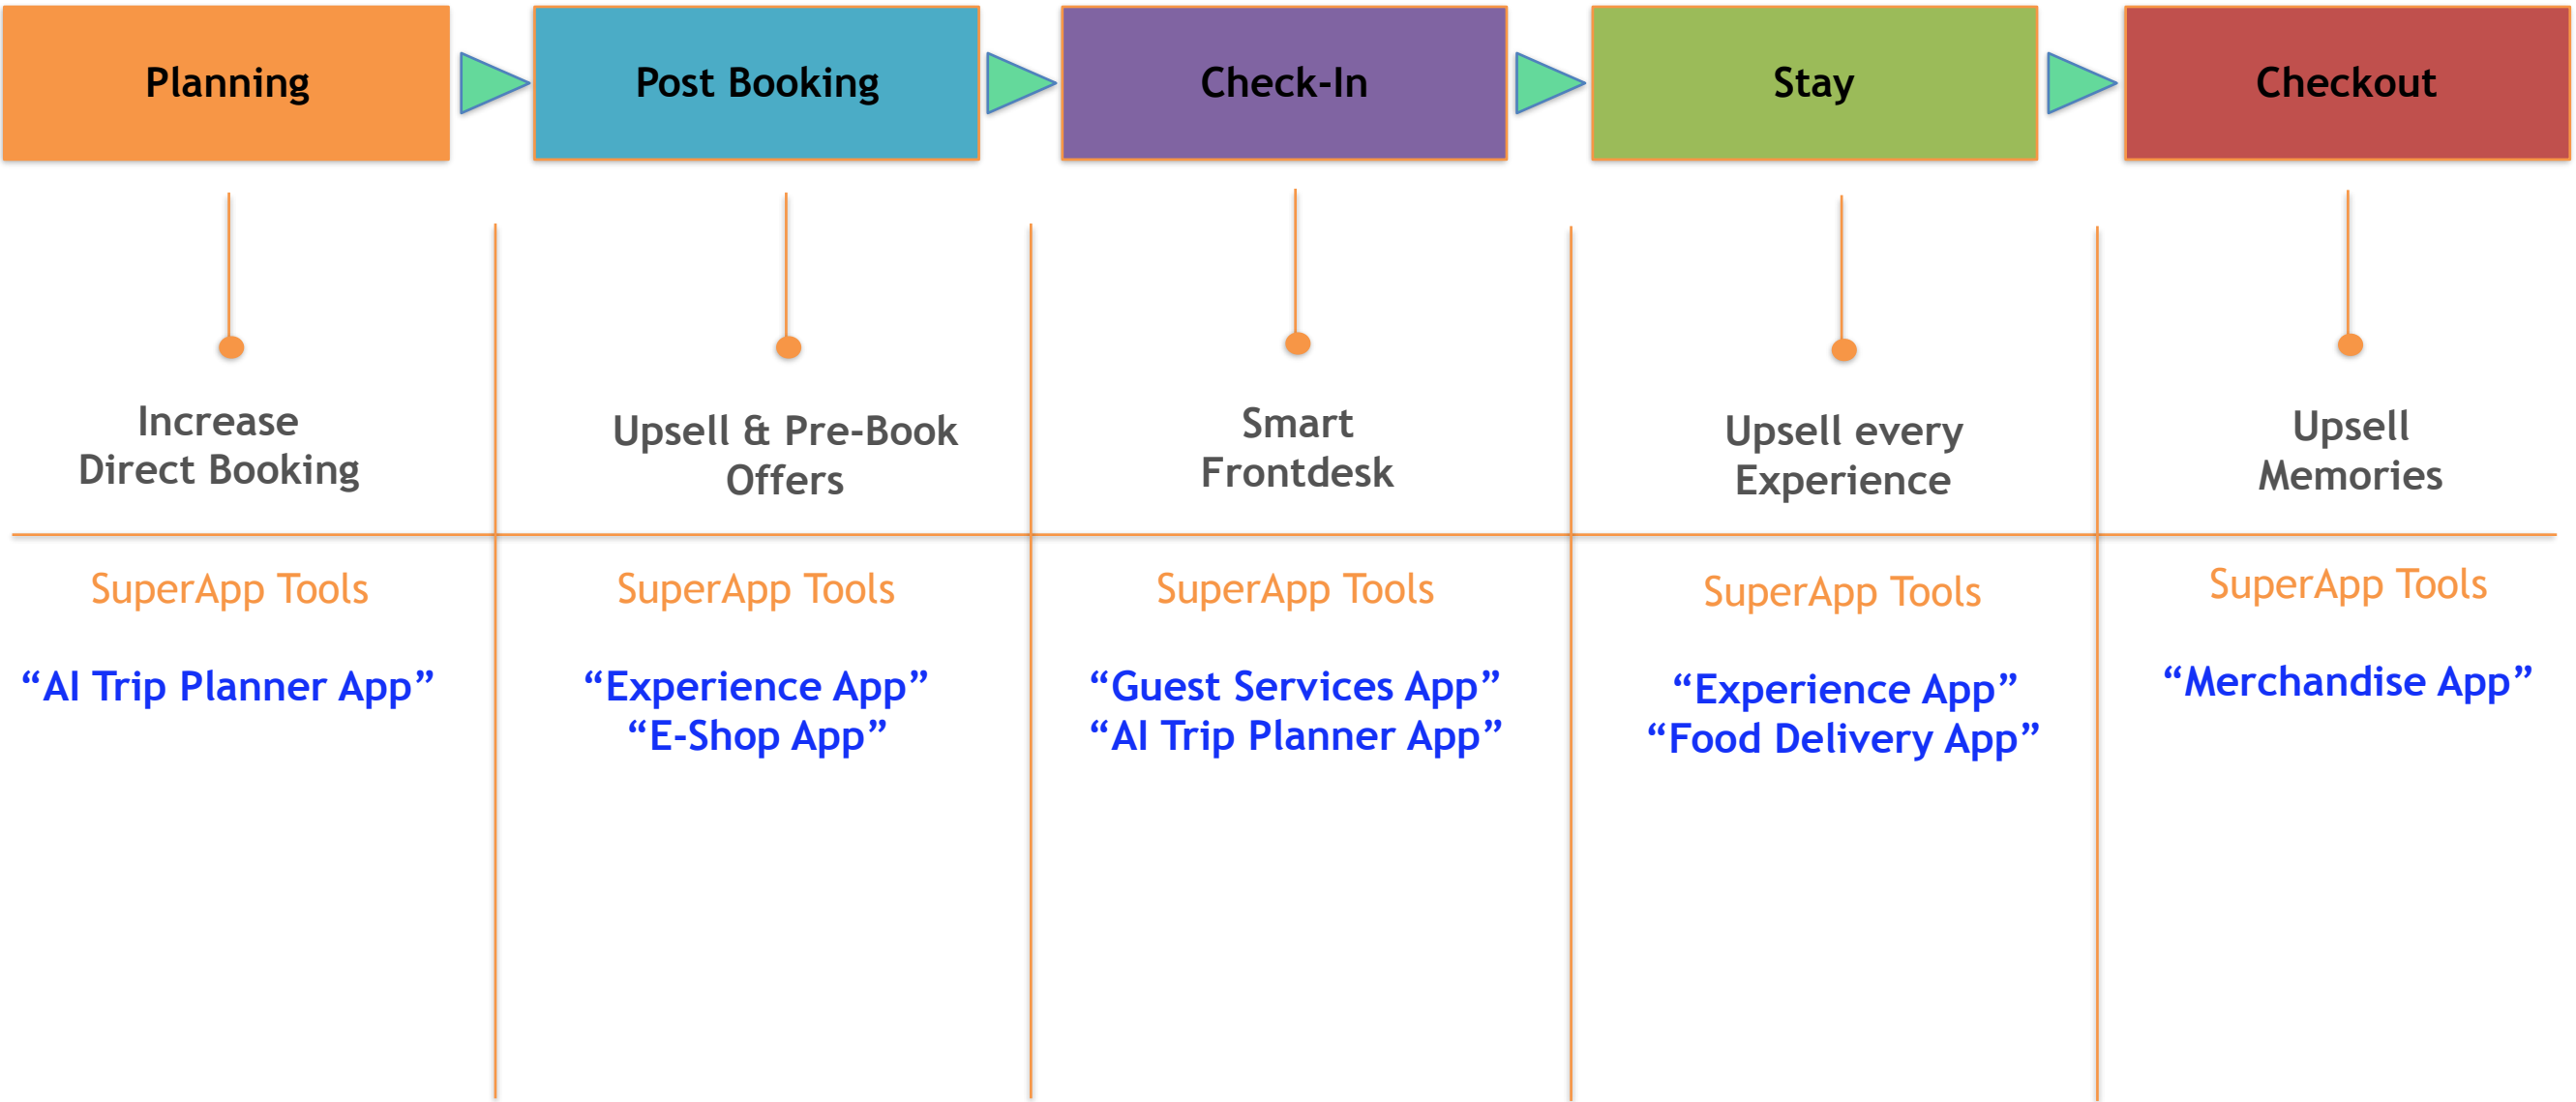 Planning
Post Booking
Check-In
Stay
Checkout
Increase
Direct Booking
Upsell & Pre-Book
Offers
Smart
Frontdesk
Upsell every
Experience
Upsell
Memories
SuperApp Tools
“AI Trip Planner App”
SuperApp Tools
“Experience App”
“E-Shop App”
SuperApp Tools
“Guest Services App”
“AI Trip Planner App”
SuperApp Tools
“Experience App”
“Food Delivery App”
SuperApp Tools
“Merchandise App”